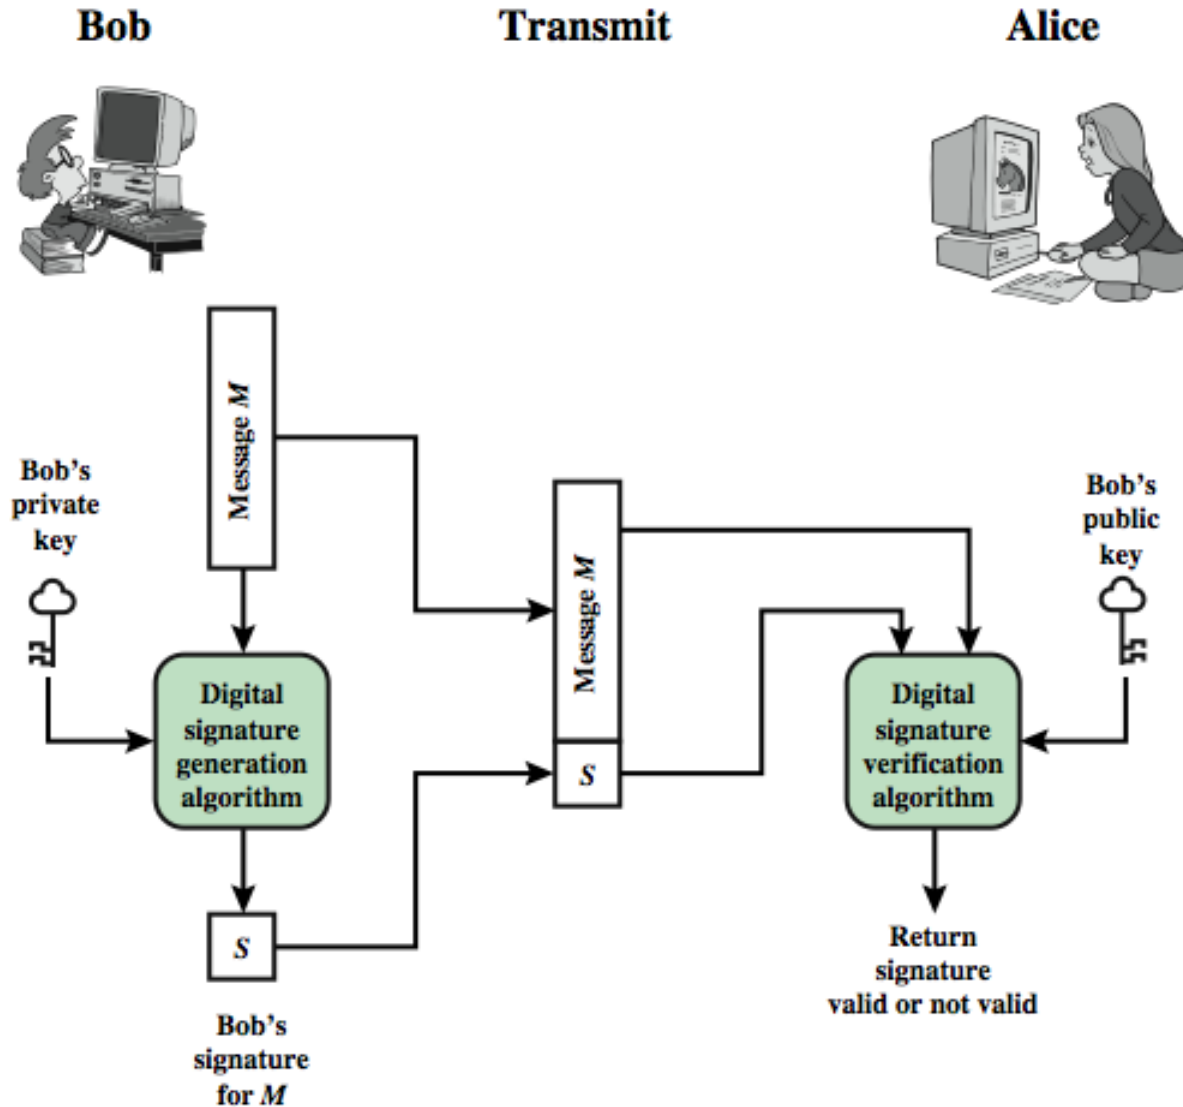 Bob
Transmit
Alice
Message M
Bob's
private
key
Digital
signature
generation
algorithm
S
Bob's
signature
for M
Message M
S
Bob's
public
key
Digital
signature
verification
algorithm
Return
signature
valid or not valid